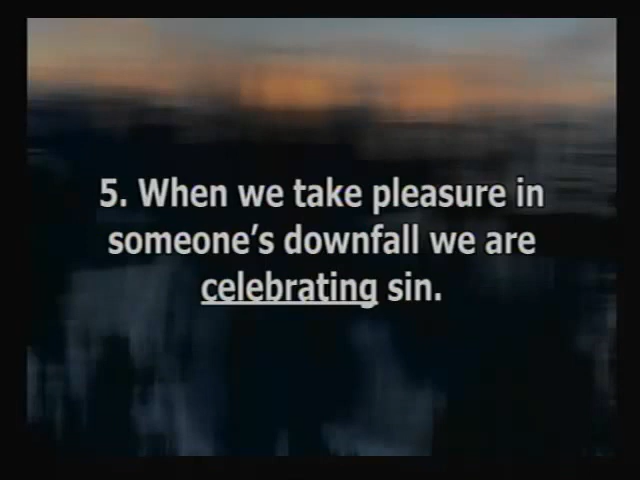 5. When we take pleasure in
someone's downfall we are
celebrating sin.